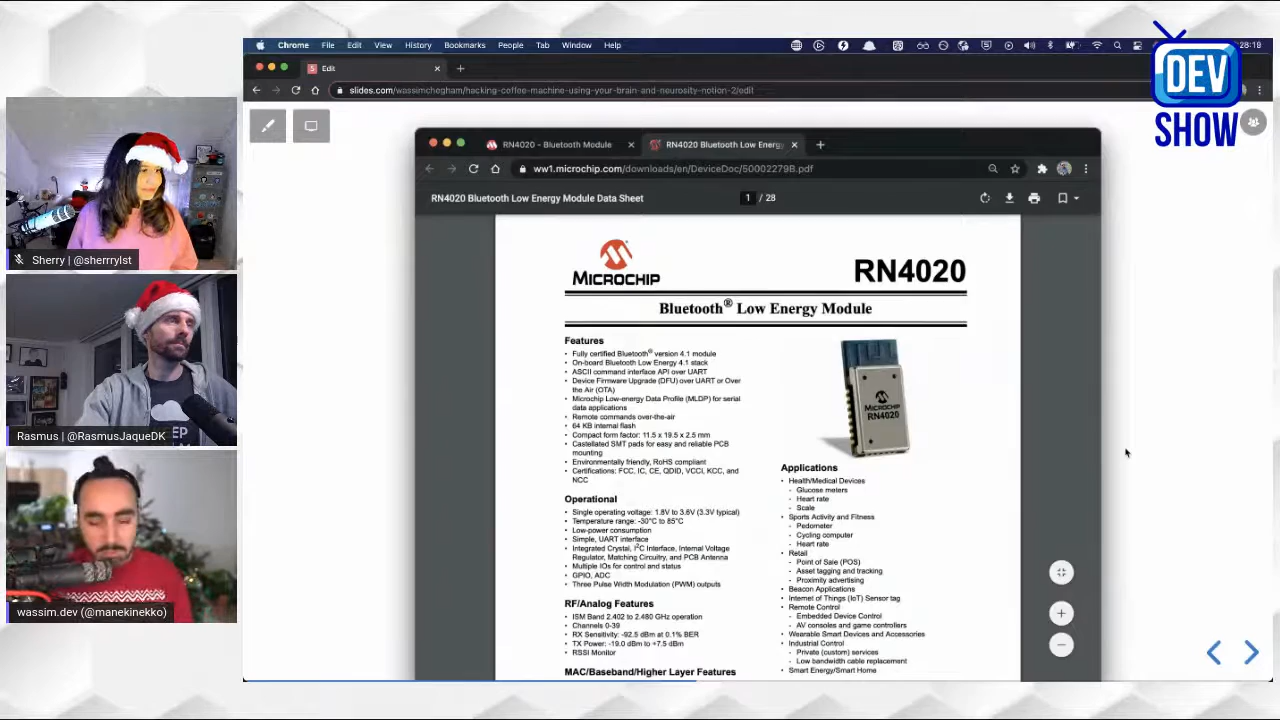 Chrome File Edit View History Bookmarks People Tab Window Help
28:19
DEV
SHOW
Edit
slides.com/wassimchegham/hacking-coffee-machine-using-your-brain-and-neurosity-notion-2/edit
RN4020 - Bluetooth Module
RN4020 Bluetooth Low Energy
ww1.microchip.com/downloads/en/DeviceDoc/50002279B.pdf
RN4020 Bluetooth Low Energy Module Data Sheet
1 / 28
MICROCHIP
RN4020
Bluetooth® Low Energy Module
Features
• Fully certified Bluetooth® version 4.1 module
• On-board Bluetooth Low Energy 4.1 stack
• ASCII command interface API over UART
• Device Firmware Upgrade (DFU) over UART or Over
the Air (OTA)
• Microchip Low-energy Data Profile (MLDP) for serial
data applications
• Remote commands over-the-air
• 64 KB internal flash
• Compact form factor: 11.5 x 19.5 x 2.5 mm
• Castellated SMT pads for easy and reliable PCB
mounting
• Environmentally friendly, RoHS compliant
• Certifications: FCC, IC, CE, QDID, VCCI, KCC, and
NCC
Operational
• Single operating voltage: 1.8V to 3.6V (3.3V typical)
• Temperature range: -30°C to 85°C
• Low-power consumption
• Simple, UART interface
• Integrated Crystal, I²C Interface, Internal Voltage
Regulator, Matching Circuitry, and PCB Antenna
• Multiple IOs for control and status
• GPIO, ADC
• Three Pulse Width Modulation (PWM) outputs
RF/Analog Features
• ISM Band 2.402 to 2.480 GHz operation
• Channels 0-39
• RX Sensitivity: -92.5 dBm at 0.1% BER
• TX Power: -19.0 dBm to +7.5 dBm
• RSSI Monitor
MAC/Baseband/Higher Layer Features
MICROCHIP
RN4020
Applications
• Health/Medical Devices
- Glucose meters
- Heart rate
- Scale
• Sports Activity and Fitness
- Pedometer
- Cycling computer
- Heart rate
• Retail
- Point of Sale (POS)
- Asset tagging and tracking
- Proximity advertising
• Beacon Applications
• Internet of Things (IoT) Sensor tag
• Remote Control
- Embedded Device Control
- AV consoles and game controllers
• Wearable Smart Devices and Accessories
• Industrial Control
- Private (custom) services
- Low bandwidth cable replacement
• Smart Energy/Smart Home
Sherry | @sherrrylst
Rasmus | @RasmusJaqueDK
wassim.dev (@manekinekko)